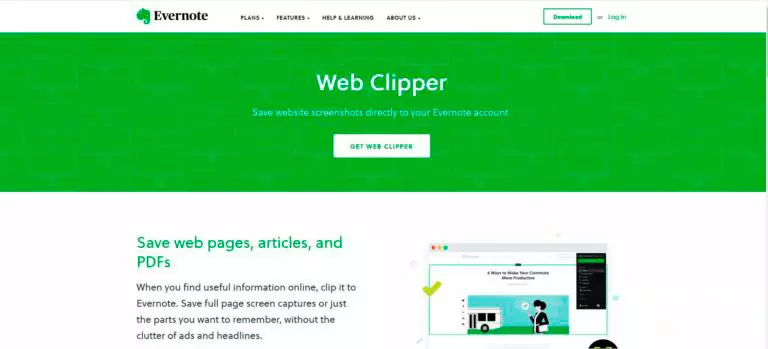 Evernote
PLANS
FEATURES
HELP & LEARNING
ABOUT US
Download
or
Log in
Web Clipper
Save website screenshots directly to your Evernote account
GET WEB CLIPPER
Save web pages, articles, and
PDFs
When you find useful information online, clip it to
Evernote. Save full page screen captures or just
the parts you want to remember, without the
clutter of ads and headlines.
6 Ways to Make Your Commute
More Productive